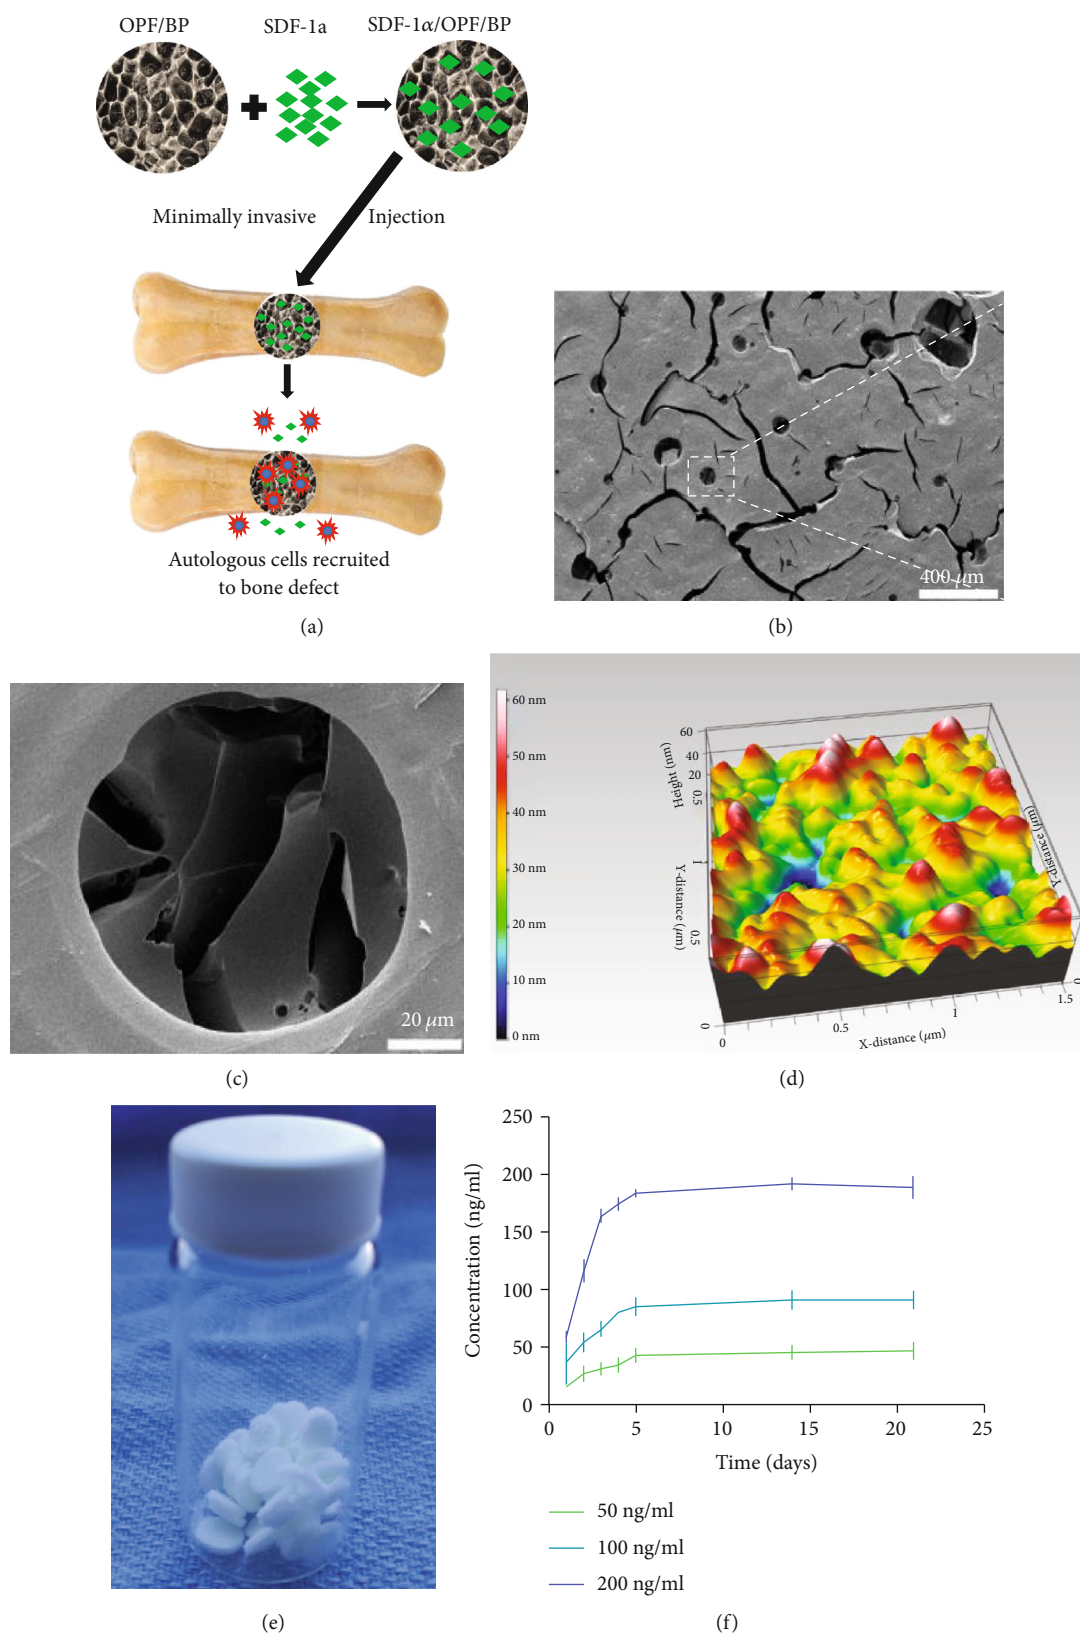 OPF/BP
SDF-1a
SDF-1α/OPF/BP
Minimally invasive
Injection
Autologous cells recruited
to bone defect
(a)
400 μm
(b)
20 μm
(c)
60 nm
50 nm
40 nm
30 nm
20 nm
10 nm
0 nm
60
40
20
Height (nm)
0.5
1
Y-distance
(μm)
0.5
0
Y-distance (μm)
0
0
0.5
1
1.5
X-distance (μm)
(d)
(e)
250
200
150
100
50
0
Concentration (ng/ml)
0
5
10
15
20
25
Time (days)
50 ng/ml
100 ng/ml
200 ng/ml
(f)